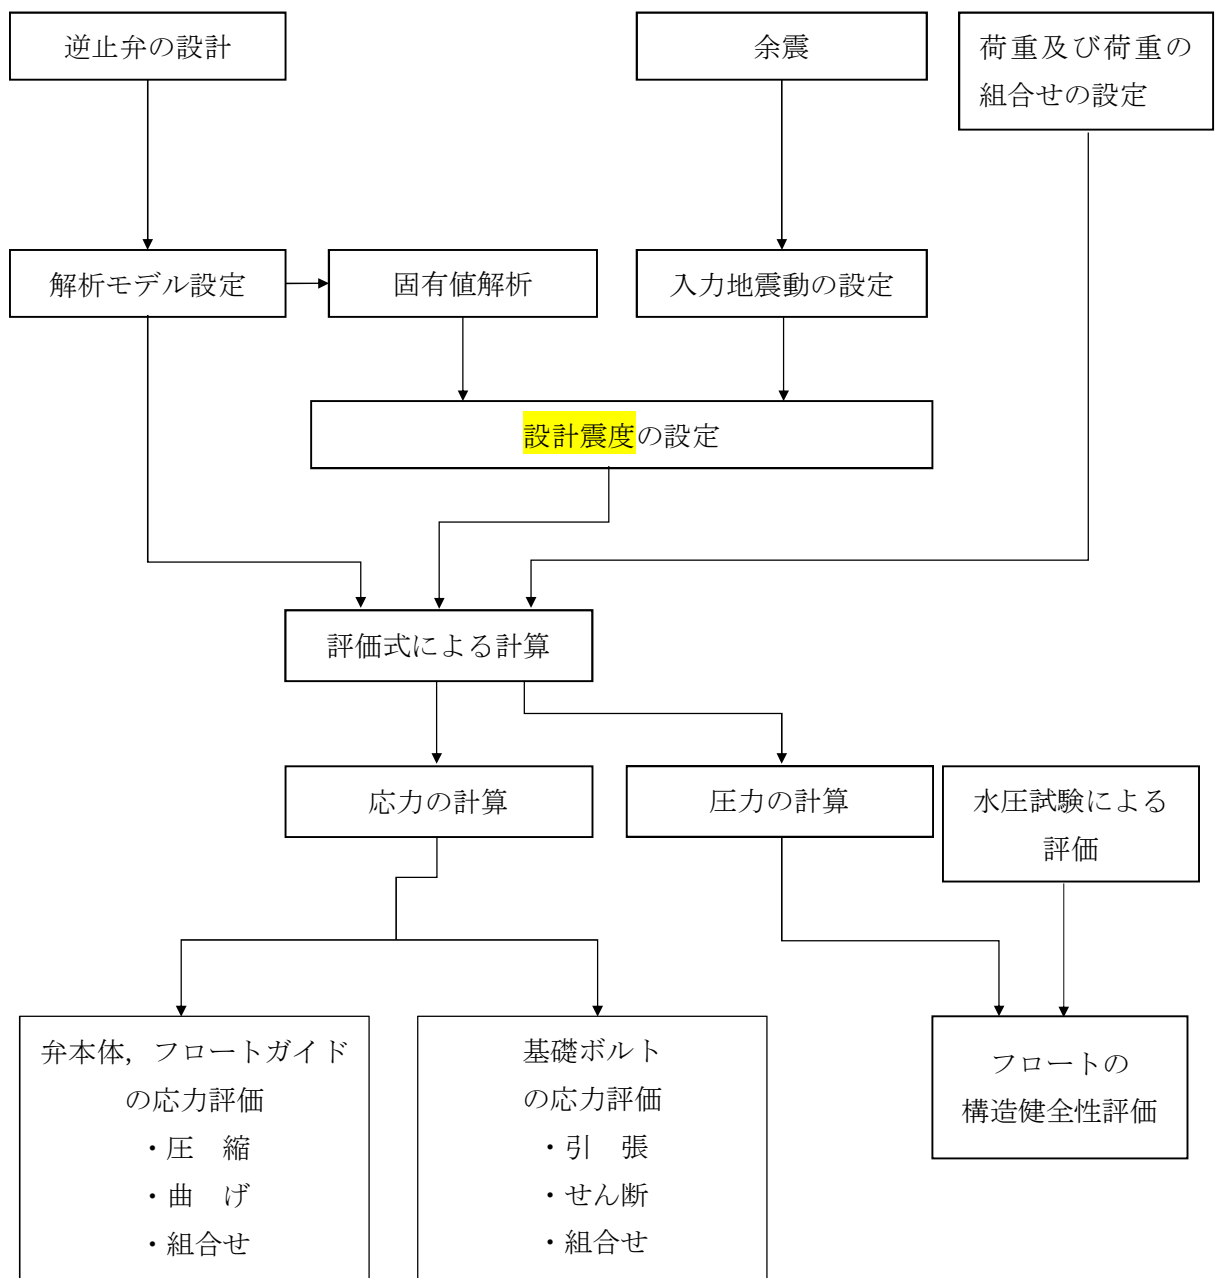 逆止弁の設計
余震
荷重及び荷重の
組合せの設定
解析モデル設定
固有値解析
入力地震動の設定
設計震度の設定
評価式による計算
応力の計算
圧力の計算
水圧試験による
評価
弁本体，フロートガイド
の応力評価
・圧　縮
・曲　げ
・組合せ
基礎ボルト
の応力評価
・引　張
・せん断
・組合せ
フロートの
構造健全性評価